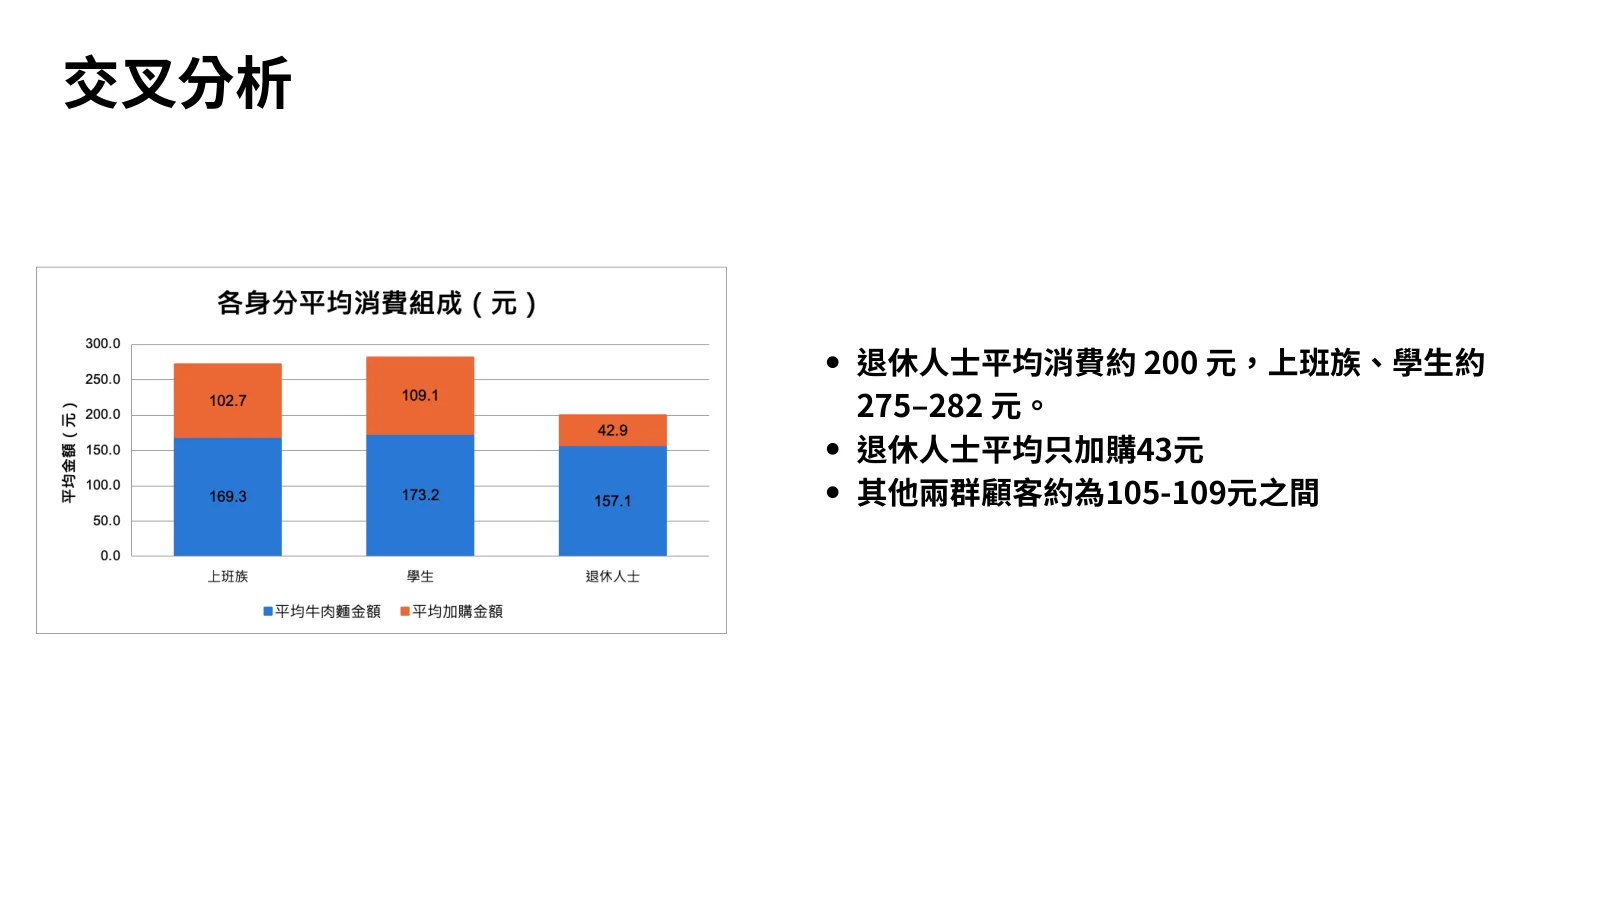 交叉分析
各身分平均消費組成（元）
平均金額（元）
300.0
250.0
200.0
150.0
100.0
50.0
0.0
102.7
109.1
42.9
169.3
173.2
157.1
上班族
學生
退休人士
平均牛肉麵金額
平均加購金額
• 退休人士平均消費約 200 元，上班族、學生約
275–282 元。
• 退休人士平均只加購43元
• 其他兩群顧客約為105-109元之間